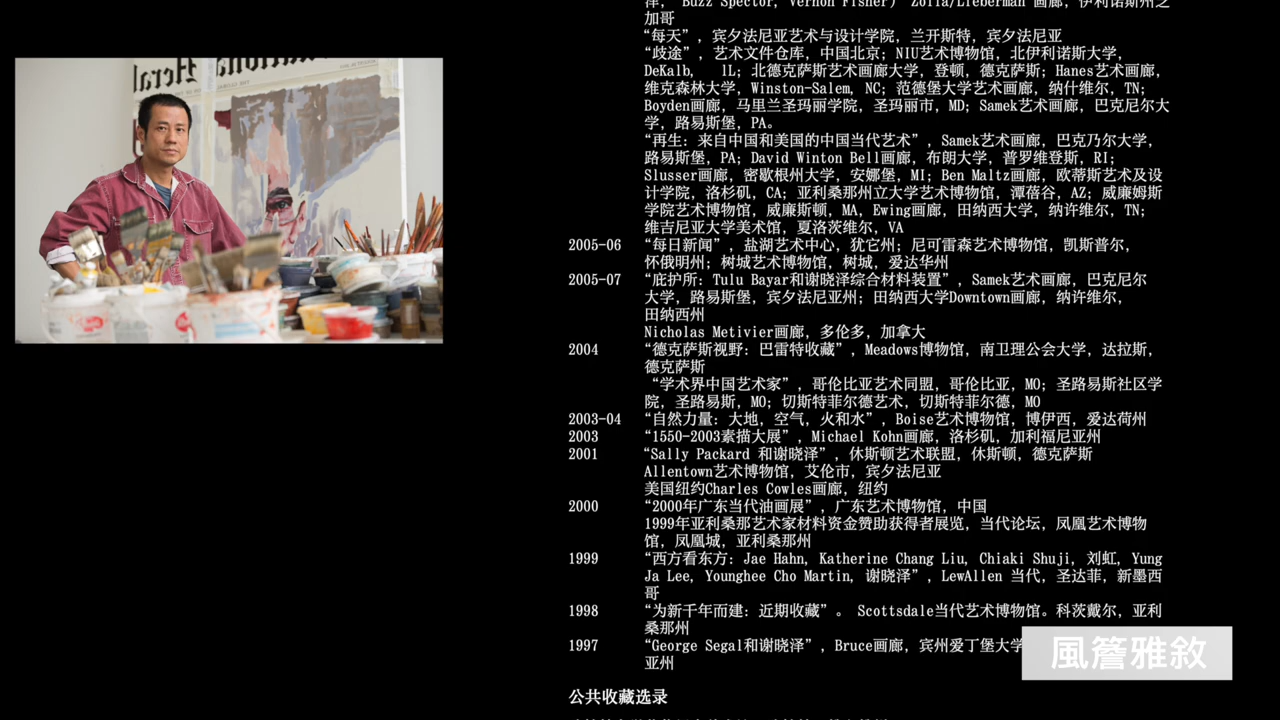 泽, Buzz Spector, Vernon Fisher) Zolla/Lieberman 画廊, 伊利诺斯州芝
加哥
“每天”, 宾夕法尼亚艺术与设计学院, 兰开斯特, 宾夕法尼亚
“歧途”, 艺术文件仓库, 中国北京; NIU艺术博物馆, 北伊利诺斯大学,
DeKalb, lL; 北德克萨斯艺术画廊大学, 登顿, 德克萨斯; Hanes艺术画廊,
维克森林大学, Winston-Salem, NC; 范德堡大学艺术画廊, 纳什维尔, TN;
Boyden画廊, 马里兰圣玛丽学院, 圣玛丽市, MD; Samek艺术画廊, 巴克尼尔大
学, 路易斯堡, PA。
“再生: 来自中国和美国的中国当代艺术”, Samek艺术画廊, 巴克乃尔大学,
路易斯堡, PA; David Winton Bell画廊, 布朗大学, 普罗维登斯, RI;
Slusser画廊, 密歇根州大学, 安娜堡, MI; Ben Maltz画廊, 欧蒂斯艺术及设
计学院, 洛杉矶, CA; 亚利桑那州立大学艺术博物馆, 潭蓓谷, AZ; 威廉姆斯
学院艺术博物馆, 威廉斯顿, MA, Ewing画廊, 田纳西大学, 纳许维尔, TN;
维吉尼亚大学美术馆, 夏洛茨维尔, VA
2005-06 “每日新闻”, 盐湖艺术中心, 犹它州; 尼可雷森艺术博物馆, 凯斯普尔,
怀俄明州; 树城艺术博物馆, 树城, 爱达华州
2005-07 “庇护所: Tulu Bayar和谢晓泽综合材料装置”, Samek艺术画廊, 巴克尼尔
大学, 路易斯堡, 宾夕法尼亚州; 田纳西大学Downtown画廊, 纳许维尔,
田纳西州
Nicholas Metivier画廊, 多伦多, 加拿大
2004 “德克萨斯视野: 巴雷特收藏”, Meadows博物馆, 南卫理公会大学, 达拉斯,
德克萨斯
“学术界中国艺术家”, 哥伦比亚艺术同盟, 哥伦比亚, MO; 圣路易斯社区学
院, 圣路易斯, MO; 切斯特菲尔德艺术, 切斯特菲尔德, MO
2003-04 “自然力量: 大地, 空气, 火和水”, Boise艺术博物馆, 博伊西, 爱达荷州
2003 “1550-2003素描大展”, Michael Kohn画廊, 洛杉矶, 加利福尼亚州
2001 “Sally Packard 和谢晓泽”, 休斯顿艺术联盟, 休斯顿, 德克萨斯
Allentown艺术博物馆, 艾伦市, 宾夕法尼亚
美国纽约Charles Cowles画廊, 纽约
2000 “2000年广东当代油画展”, 广东艺术博物馆, 中国
1999年亚利桑那艺术家材料资金赞助获得者展览, 当代论坛, 凤凰艺术博物
馆, 凤凰城, 亚利桑那州
1999 “西方看东方: Jae Hahn, Katherine Chang Liu, Chiaki Shuji, 刘虹, Yung
Ja Lee, Younghee Cho Martin, 谢晓泽”, LewAllen 当代, 圣达菲, 新墨西
哥
1998 “为新千年而建: 近期收藏”。 Scottsdale当代艺术博物馆。科茨戴尔, 亚利
桑那州
1997 “George Segal和谢晓泽”, Bruce画廊, 宾州爱丁堡大学
亚州
公共收藏选录
風簷雅敘